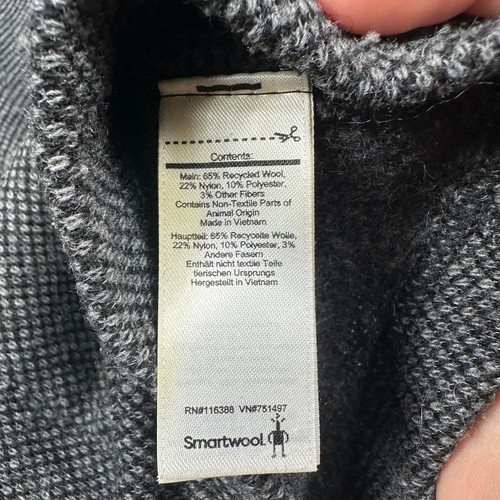 Contents:
Main: 65% Recycled Wool,
22% Nylon, 10% Polyester,
3% Other Fibers
Contains Non-Textile Parts of
Animal Origin
Made in Vietnam
Hauptteil: 65% Recycelte Wolle,
22% Nylon, 10% Polyester, 3%
Andere Fasern
Enthält nicht textile Teile
tierischen Ursprungs
Hergestellt in Vietnam
RN#116388 VN#751497
Smartwool